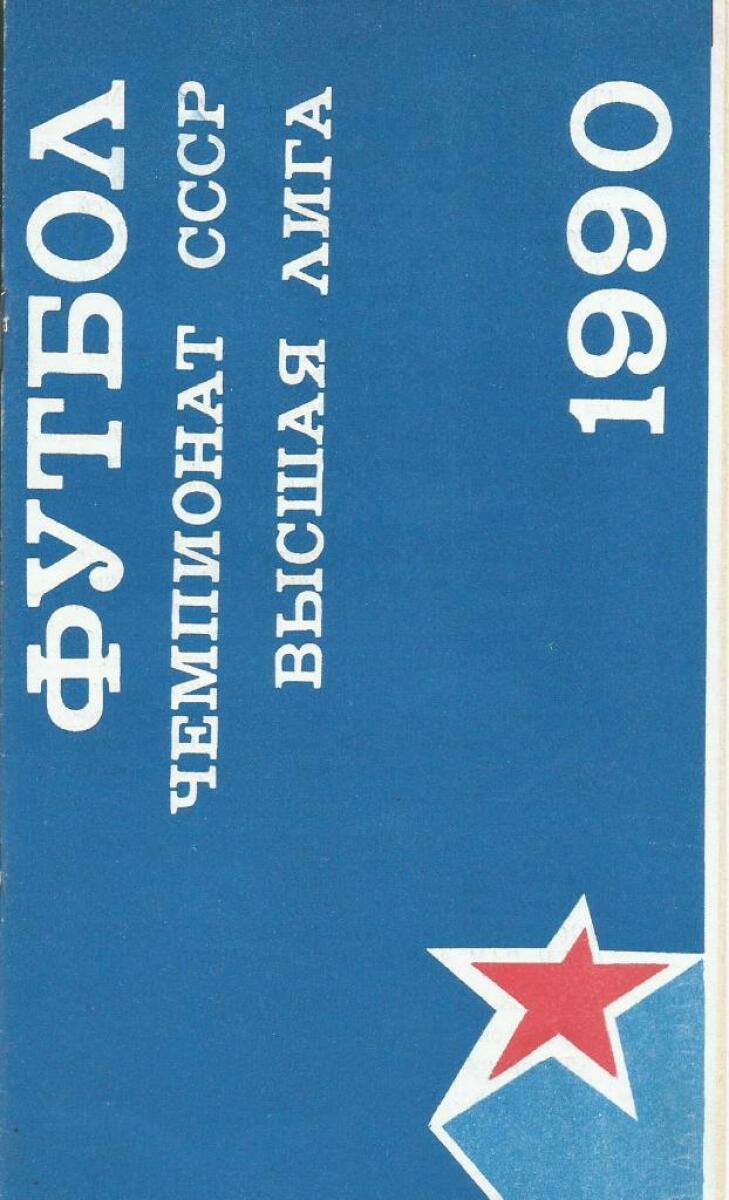 ФУТБОЛ
ЧЕМПИОНАТ СССР
ВЫСШАЯ ЛИГА
1990